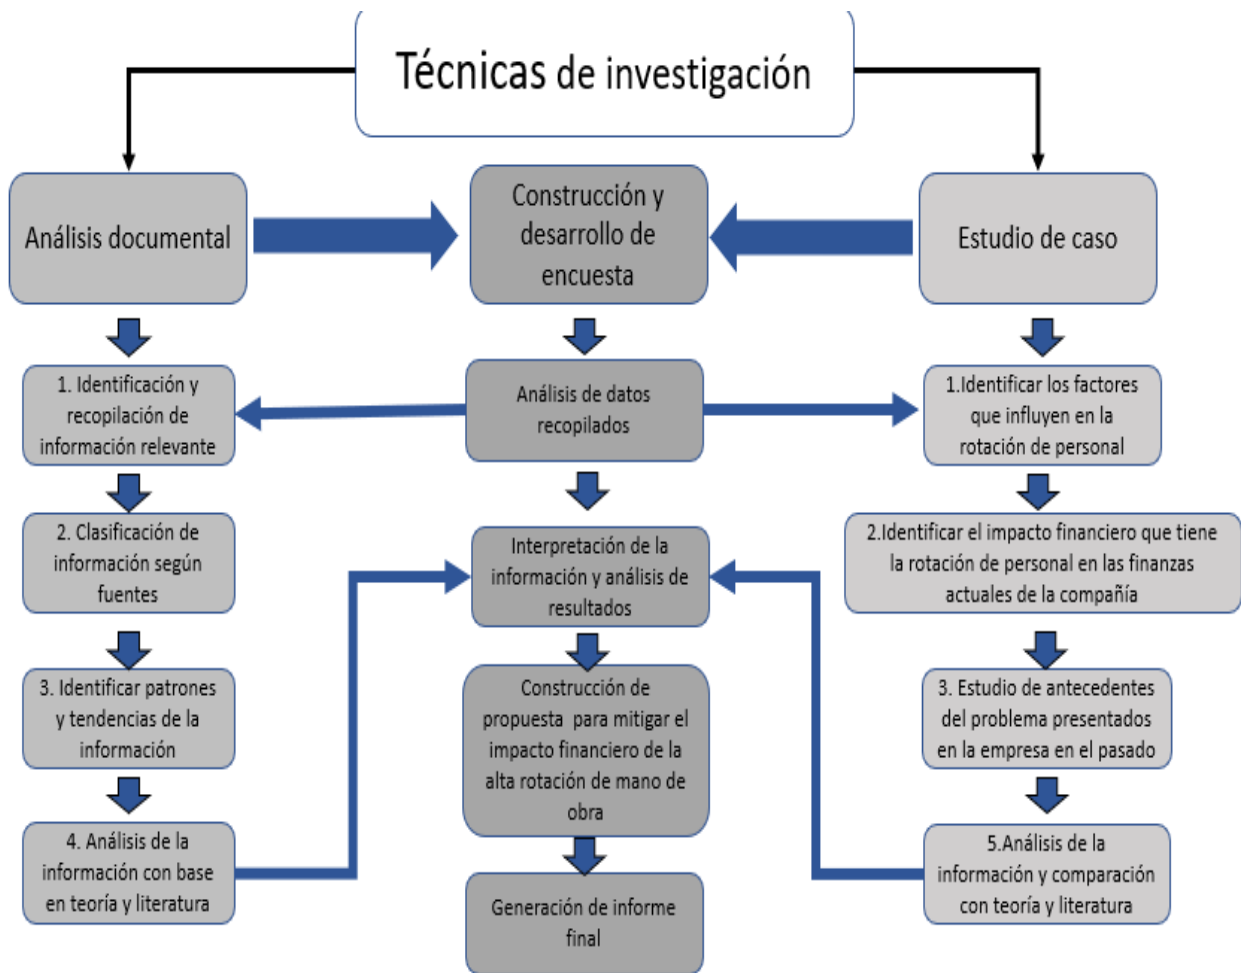 Técnicas de investigación
Análisis documental
Construcción y
desarrollo de
encuesta
Estudio de caso
1. Identificación y
recopilación de
información relevante
Análisis de datos
recopilados
1.Identificar los factores
que influyen en la
rotación de personal
2. Clasificación de
información según
fuentes
Interpretación de la
información y análisis de
resultados
2.Identificar el impacto financiero que tiene
la rotación de personal en las finanzas
actuales de la compañía
3. Identificar patrones
y tendencias de la
información
Construcción de
propuesta para mitigar el
impacto financiero de la
alta rotación de mano de
obra
3. Estudio de antecedentes
del problema presentados
en la empresa en el pasado
4. Análisis de la
información con base
en teoría y literatura
Generación de informe
final
5.Análisis de la
información y comparación
con teoría y literatura